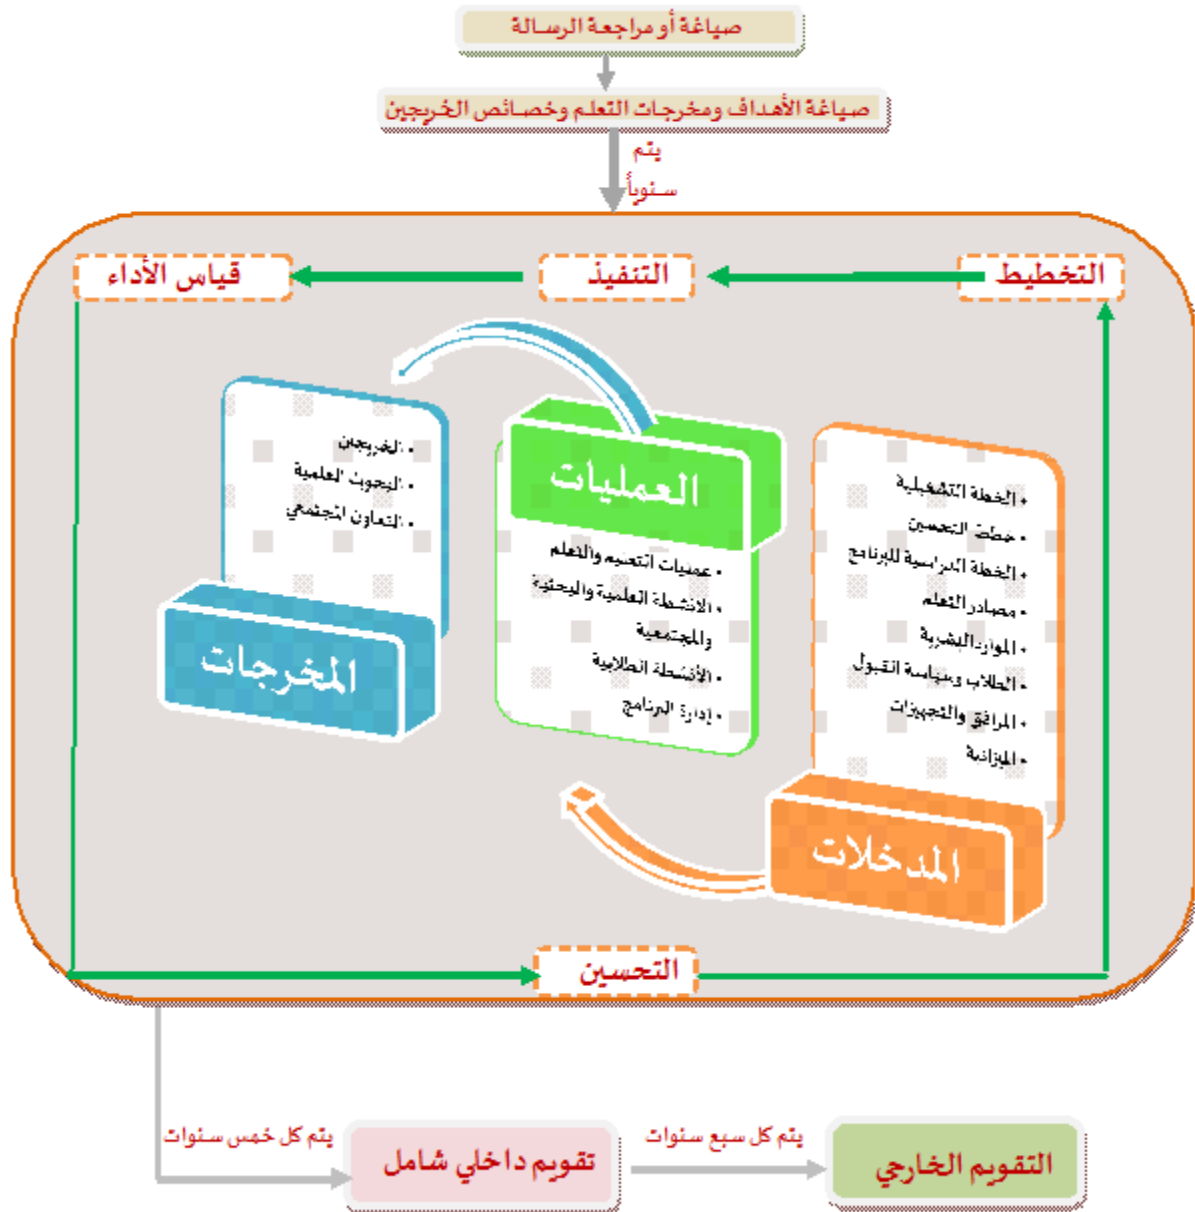 صياغة أو مراجعة الرسالة
صياغة الأهداف ومخرجات التعلم وخصائص الخريجين
يتم
سنوياً
التخطيط
التنفيذ
قياس الأداء
المدخلات
• الخطة التشغيلية
• خطط التحسين
• الخطة الدراسية للبرنامج
• مصادر التعلم
• الموارد البشرية
• الطلاب وسياسة القبول
• المرافق والتجهيزات
• الميزانية
العمليات
• عمليات التعليم والتعلم
• الانشطة العلمية والبحثية
والمجتمعية
• الأنشطة الطلابية
• إدارة البرنامج
• الخريجين
• البحوث العلمية
• التعاون المجتمعي
المخرجات
التحسين
يتم كل خمس سنوات
تقويم داخلي شامل
يتم كل سبع سنوات
التقويم الخارجي